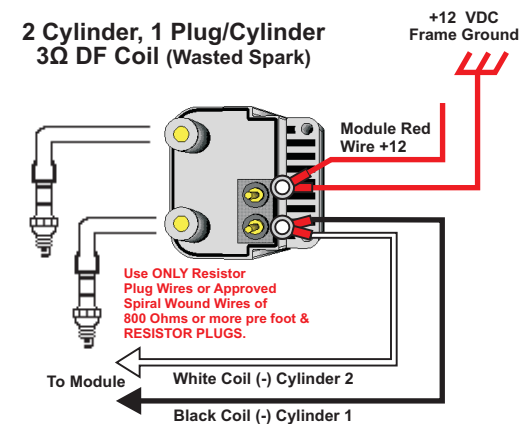 2 Cylinder, 1 Plug/Cylinder
3Ω DF Coil (Wasted Spark)
+12 VDC
Frame Ground
Module Red
Wire +12
Use ONLY Resistor
Plug Wires or Approved
Spiral Wound Wires of
800 Ohms or more pre foot &
RESISTOR PLUGS.
To Module
White Coil (-) Cylinder 2
Black Coil (-) Cylinder 1